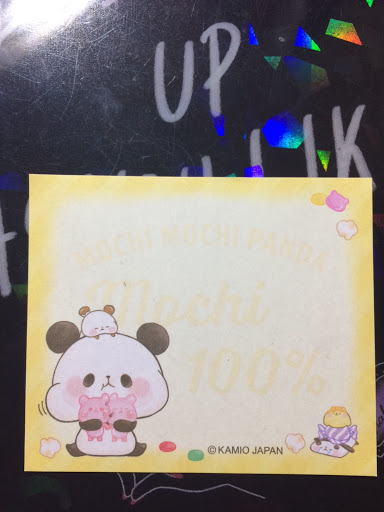 UP
MOCHI MOCHI PANDA
Mochi
100%
© KAMIO JAPAN